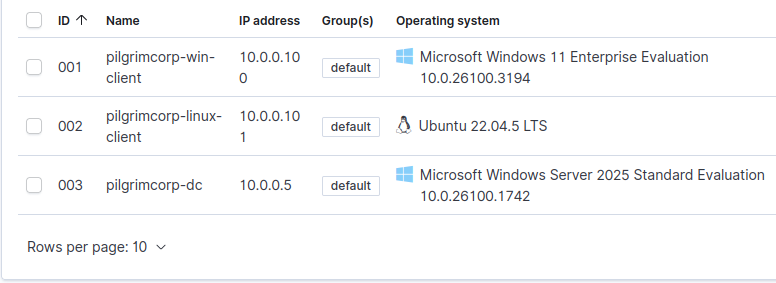 ID Name IP address Group(s) Operating system
001 pilgrimcorp-win-client 10.0.0.100 default Microsoft Windows 11 Enterprise Evaluation 10.0.26100.3194
002 pilgrimcorp-linux-client 10.0.0.101 default Ubuntu 22.04.5 LTS
003 pilgrimcorp-dc 10.0.0.5 default Microsoft Windows Server 2025 Standard Evaluation 10.0.26100.1742
Rows per page: 10